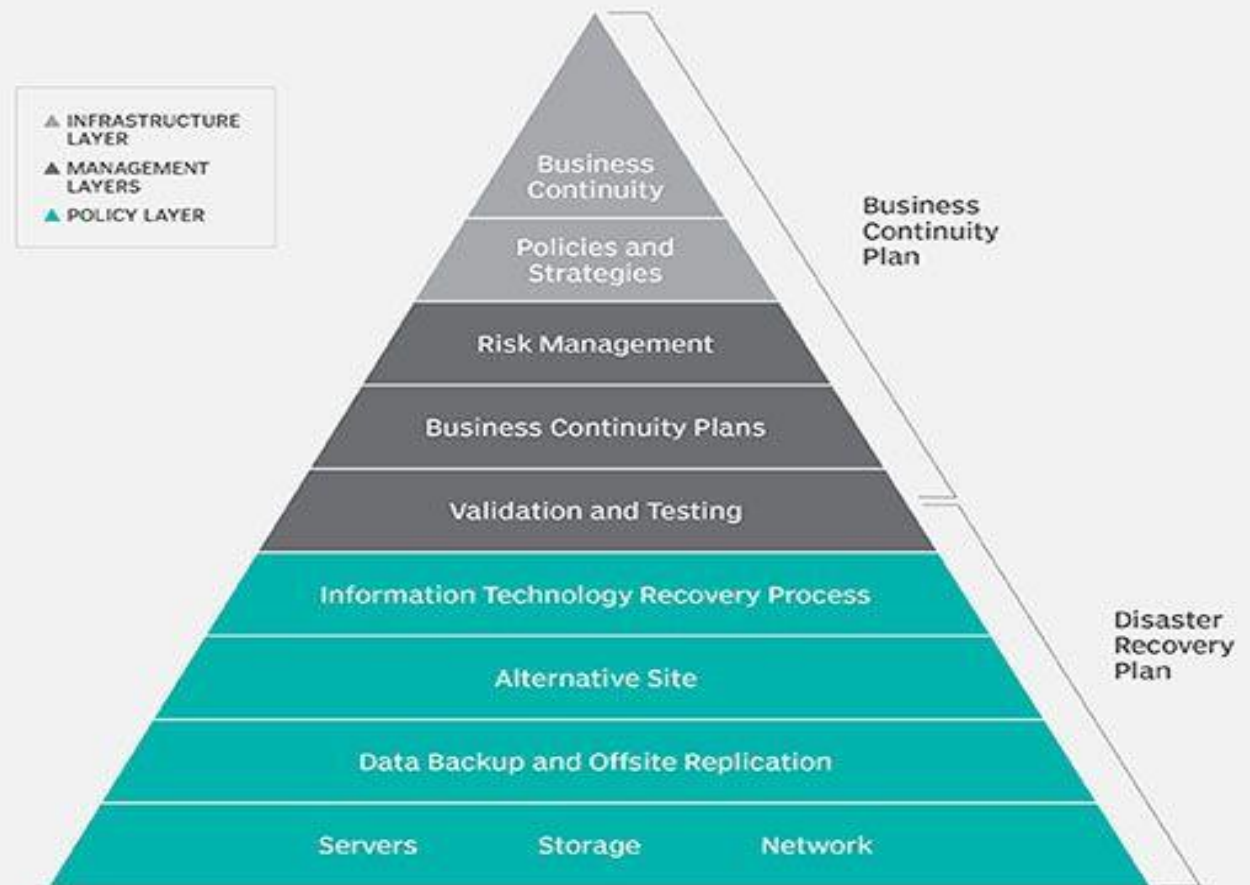 INFRASTRUCTURE
LAYER
MANAGEMENT
LAYERS
POLICY LAYER
Business
Continuity
Policies and
Strategies
Risk Management
Business Continuity Plans
Validation and Testing
Information Technology Recovery Process
Alternative Site
Data Backup and Offsite Replication
Servers Storage Network
Business
Continuity
Plan
Disaster
Recovery
Plan